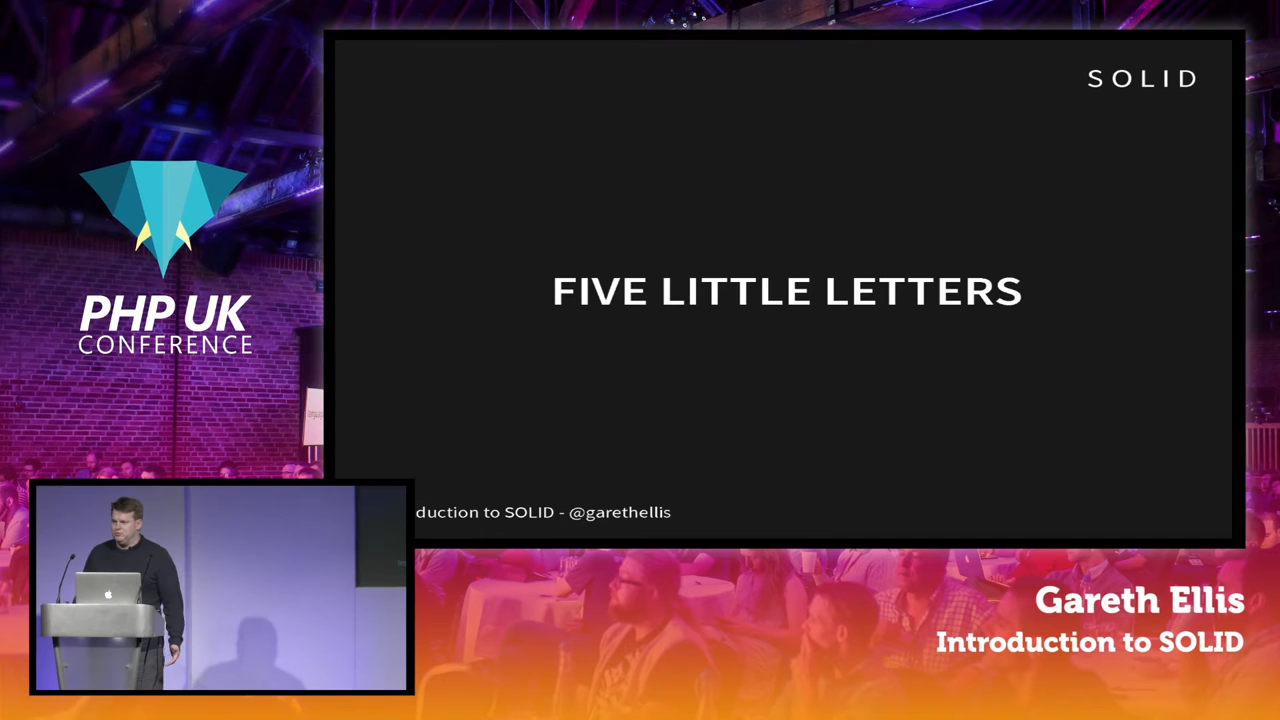 SOLID
FIVE LITTLE LETTERS
duction to SOLID - @garethellis
PHP UK
CONFERENCE
Gareth Ellis
Introduction to SOLID